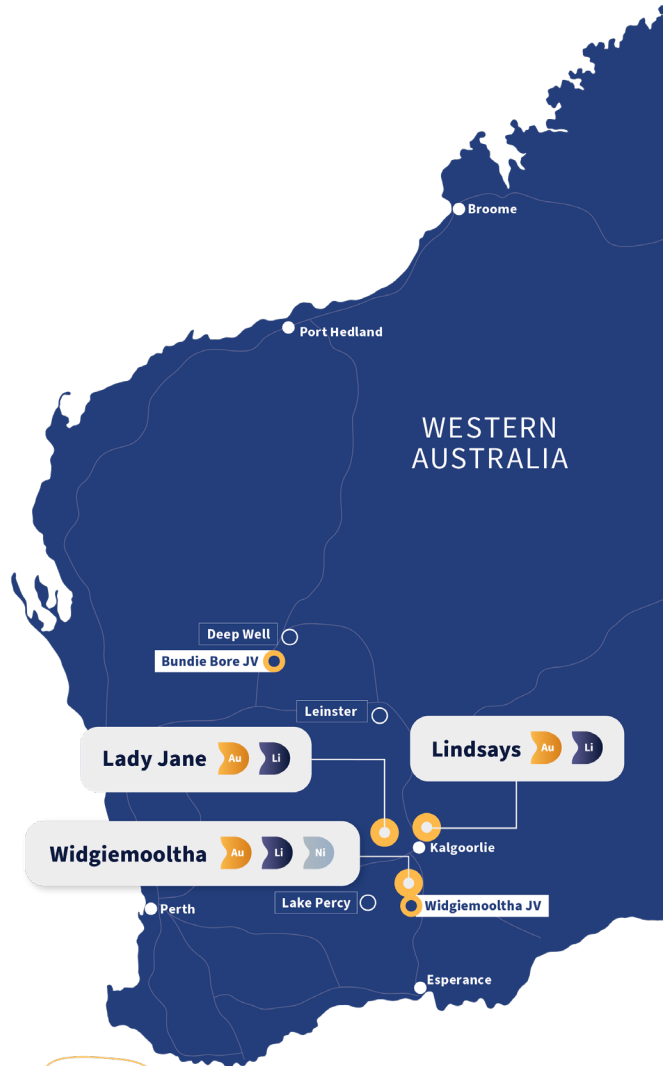 Broome
Port Hedland
WESTERN
AUSTRALIA
Deep Well
Bundie Bore JV
Leinster
Lady Jane Au Li
Lindsays Au Li
Widgiemooltha Au Li Ni
Kalgoorlie
Lake Percy
Widgiemooltha JV
Perth
Esperance